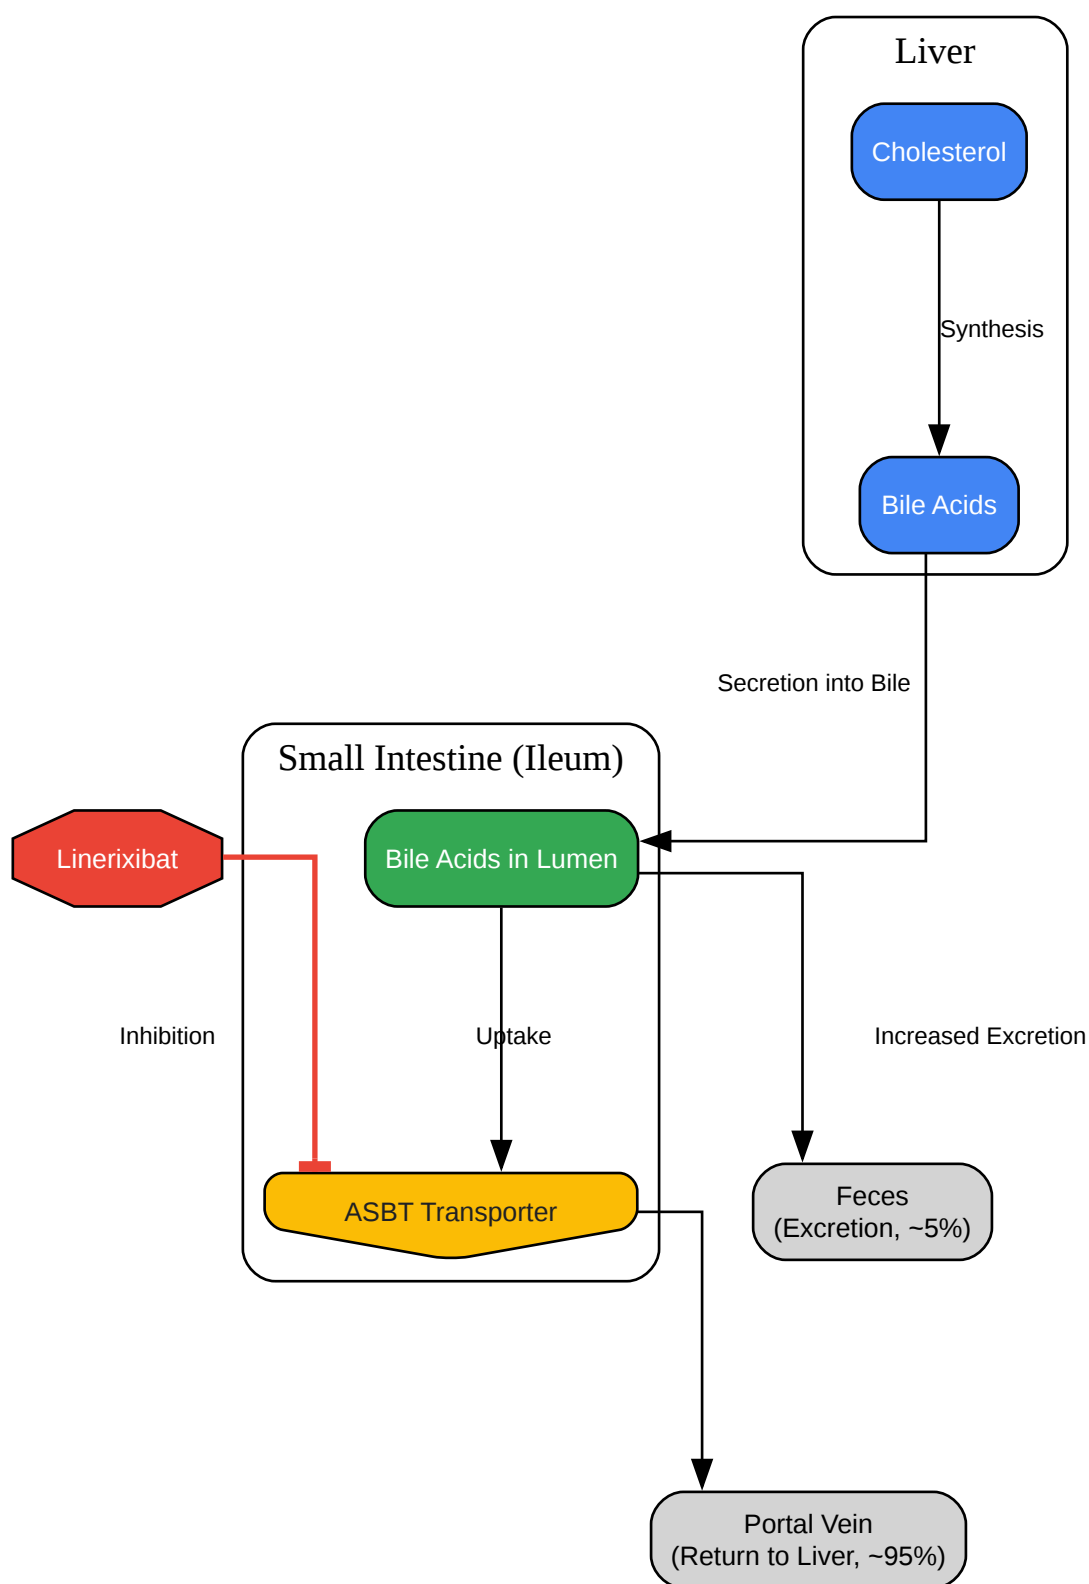 Liver
Cholesterol
Synthesis
Bile Acids
Secretion into Bile
Small Intestine (Ileum)
Linerixibat
Bile Acids in Lumen
Inhibition
Uptake
Increased Excretion
ASBT Transporter
Feces
(Excretion, ~5%)
Portal Vein
(Return to Liver, ~95%)